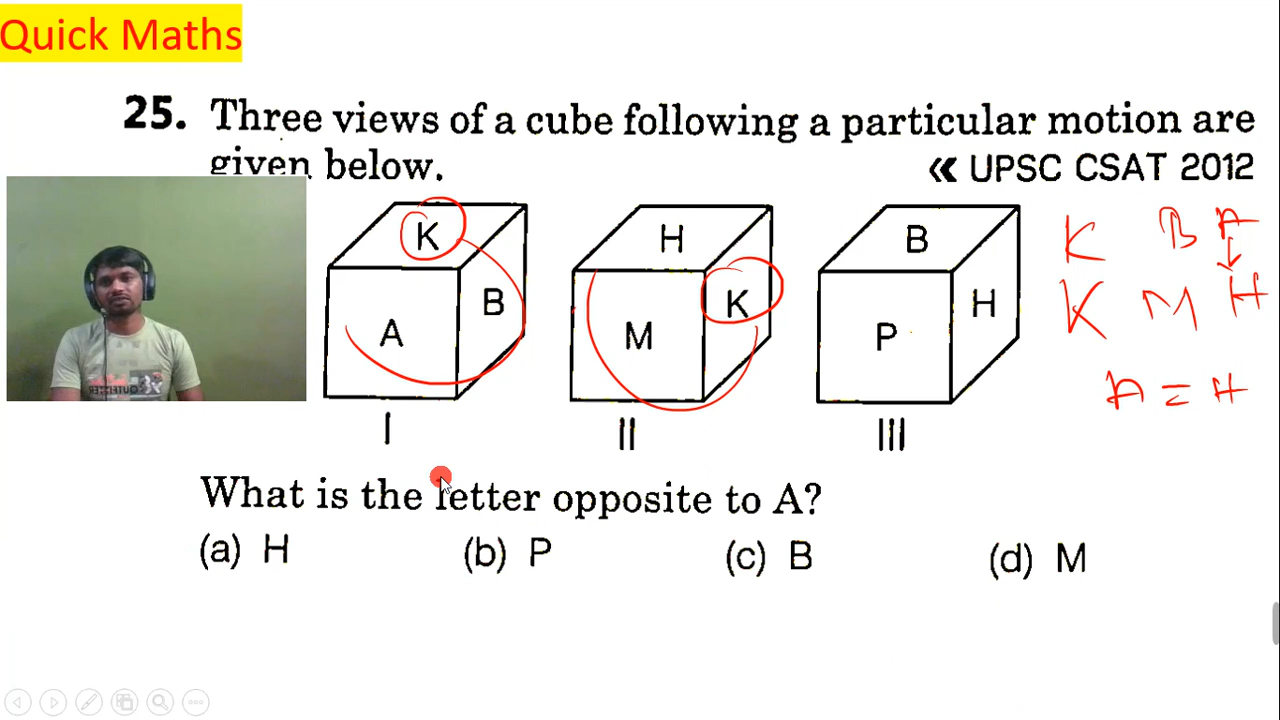 Quick Maths
25. Three views of a cube following a particular motion are
given below. « UPSC CSAT 2012
K
A
B
I
H
M
K
II
B
P
H
III
K B A
K M H
A = H
What is the letter opposite to A?
(a) H (b) P (c) B (d) M